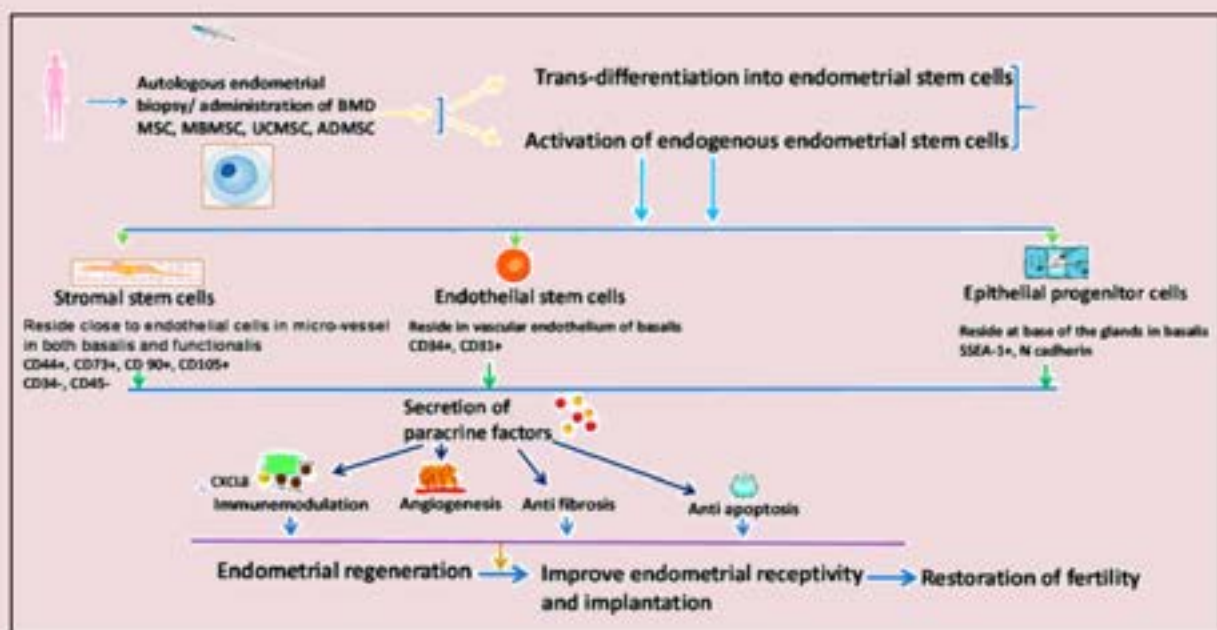 Autologous endometrial
biopsy/ administration of BMD
MSC, MBMSC, UCMSC, ADMSC
Trans-differentiation into endometrial stem cells
Activation of endogenous endometrial stem cells
Stromal stem cells
Reside close to endothelial cells in micro-vessel
in both basalis and functionalis
CD44+, CD73+, CD 90+, CD105+
CD34-, CD45-
Endothelial stem cells
Reside in vascular endothelium of basalis
CD34+, CD31+
Epithelial progenitor cells
Reside at base of the glands in basalis
SSEA-1+, N cadherin
Secretion of
paracrine factors
CXCL8
Immunemodulation
Angiogenesis
Anti fibrosis
Anti apoptosis
Endometrial regeneration
Improve endometrial receptivity
and implantation
Restoration of fertility